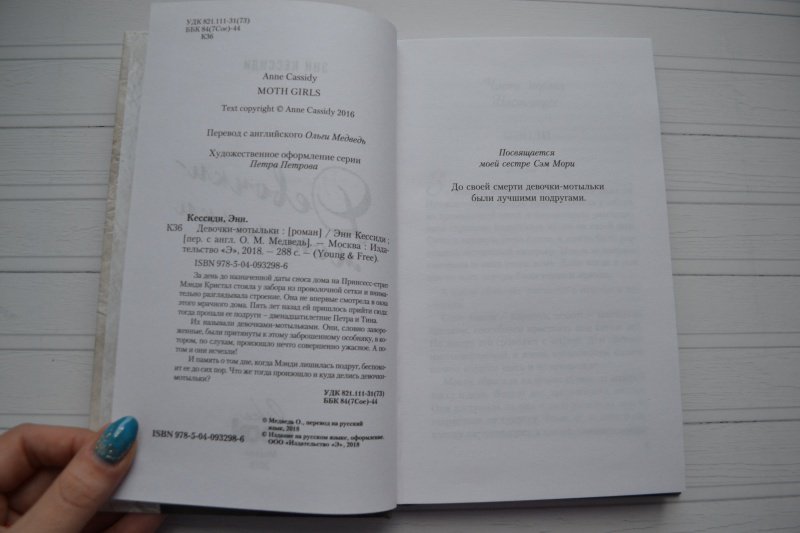 УДК 821.111-31(73)
ББК 84(7Сое)-44
К36
Anne Cassidy
MOTH GIRLS
Text copyright © Anne Cassidy 2016
Перевод с английского Ольги Медведь
Художественное оформление серии
Петра Петрова
Кессиди, Энн.
К36 Девочки-мотыльки : [роман] / Энн Кессиди ;
[пер. с англ. О. М. Медведь]. — Москва : Изда-
тельство «Э», 2018. — 288 с. — (Young & Free).
ISBN 978-5-04-093298-6
За день до назначенной даты сноса дома на Принсесс-стрит
Мэнди Кристал стояла у забора из проволочной сетки и внима-
тельно разглядывала строение. Она не впервые смотрела в окна
этого мрачного дома. Пять лет назад ей пришлось прийти сюда:
тогда пропали ее подруги – двенадцатилетние Петра и Тина.
Их называли девочками-мотыльками. Они, словно заворо-
женные, были притянуты к этому заброшенному особняку, в ко-
тором, по слухам, произошло нечто совершенно ужасное. А по-
том и они исчезли!
И память о том дне, когда Мэнди лишилась подруг, беспоко-
ит ее до сих пор. Что же тогда произошло и куда делись девочки-
мотыльки?
УДК 821.111-31(73)
ББК 84(7Сое)-44
© Медведь О., перевод на русский
язык, 2018
© Издание на русском языке, оформление.
ООО «Издательство «Э», 2018
ISBN 978-5-04-093298-6
Посвящается
моей сестре Сэм Мори
До своей смерти девочки-мотыльки
были лучшими подругами.